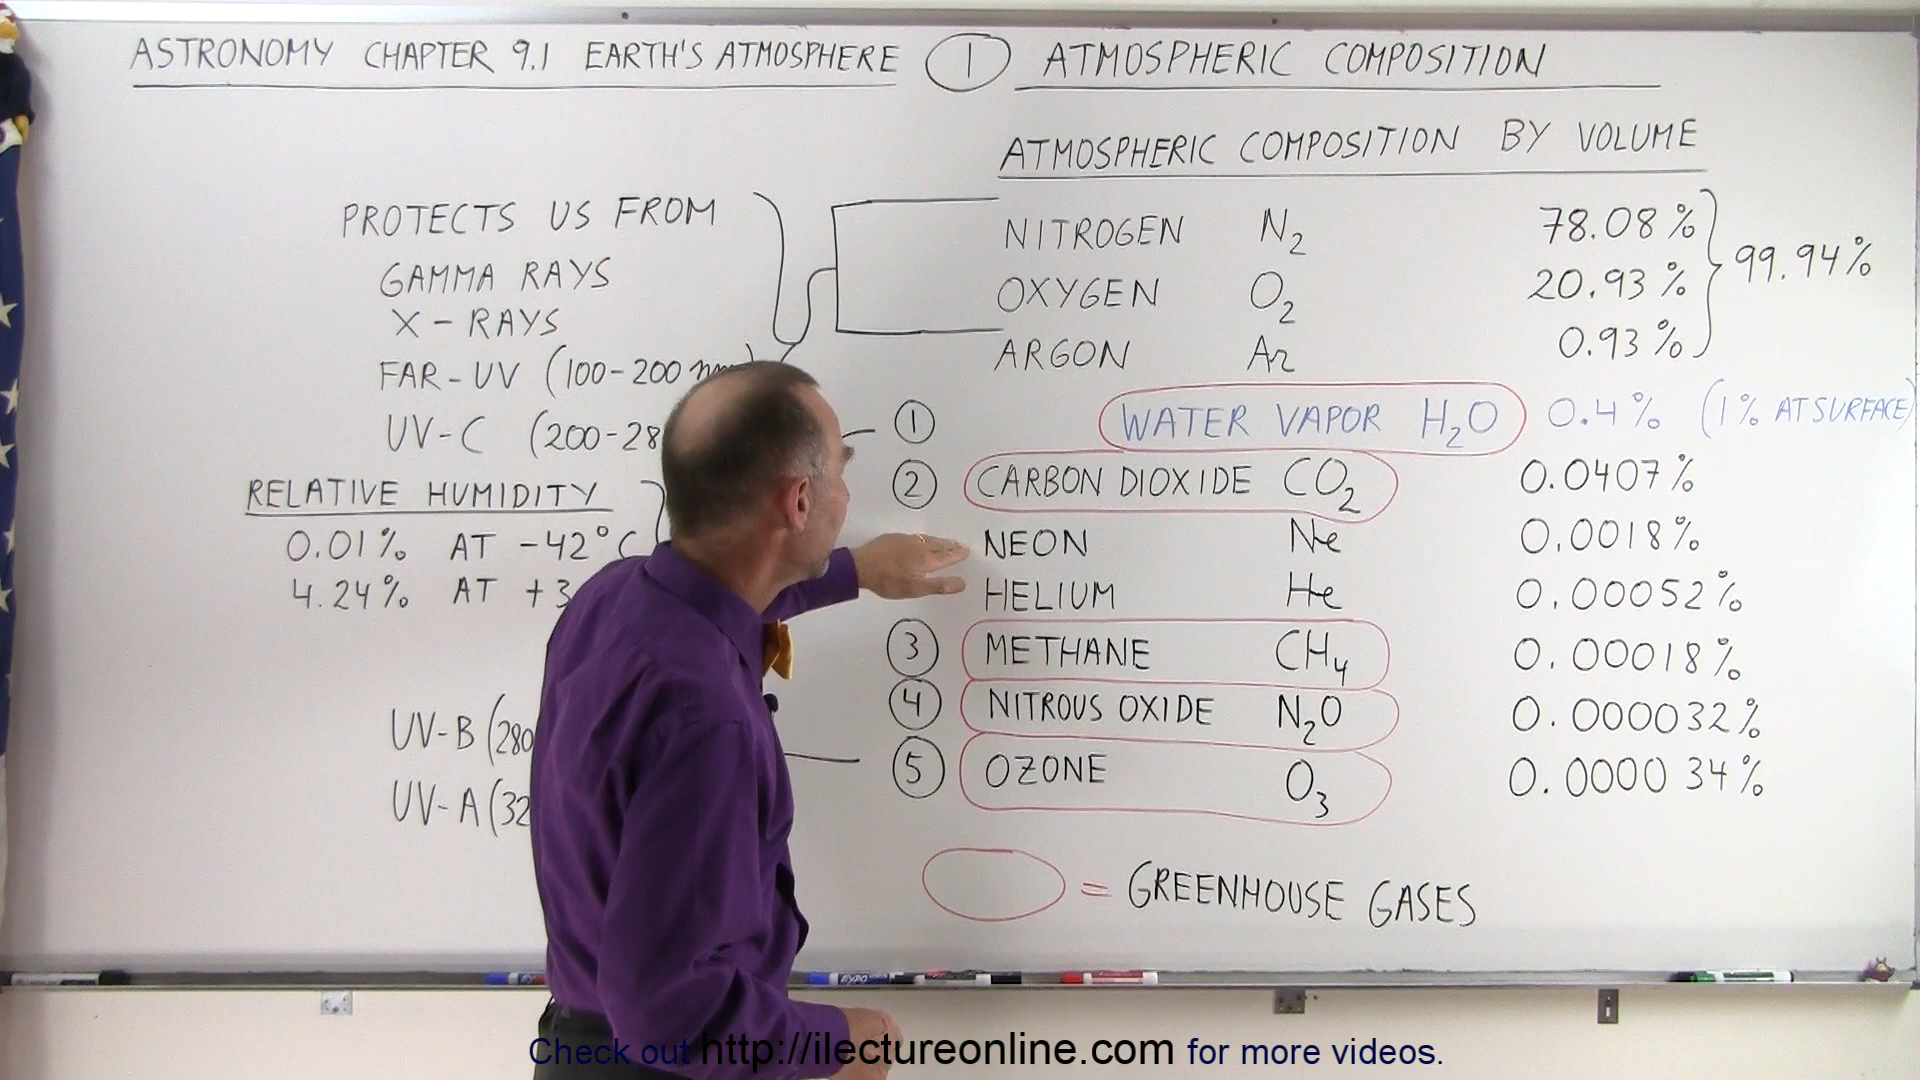 ASTRONOMY CHAPTER 9.1 EARTH'S ATMOSPHERE ① ATMOSPHERIC COMPOSITION
PROTECTS US FROM
GAMMA RAYS
X-RAYS
FAR-UV (100-200 nm)
UV-C (200-28
RELATIVE HUMIDITY
0.01% AT -42°C
4.24% AT +3
UV-B (280
UV-A (32
ATMOSPHERIC COMPOSITION BY VOLUME
NITROGEN N2 78.08%
OXYGEN O2 20.93% 99.94%
ARGON Ar 0.93%
① WATER VAPOR H2O 0.4% (1% AT SURFACE)
② CARBON DIOXIDE CO2 0.0407%
NEON Ne 0.0018%
HELIUM He 0.00052%
③ METHANE CH4 0.00018%
④ NITROUS OXIDE N2O 0.000032%
⑤ OZONE O3 0.0000 34%
= GREENHOUSE GASES
EXPO
Check out http://ilectureonline.com for more videos.